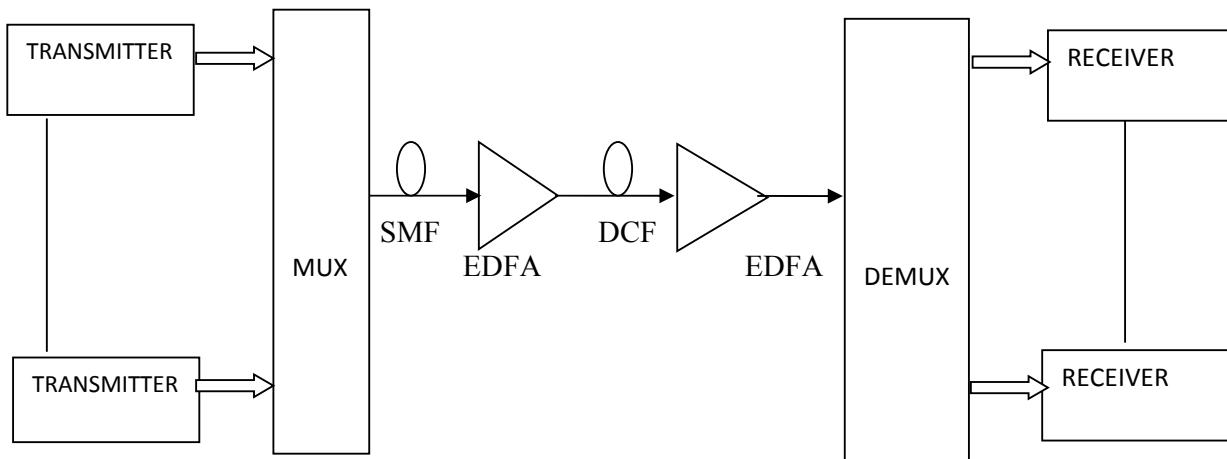 TRANSMITTER
RECEIVER
SMF
DCF
MUX
EDFA
EDFA
DEMUX
TRANSMITTER
RECEIVER